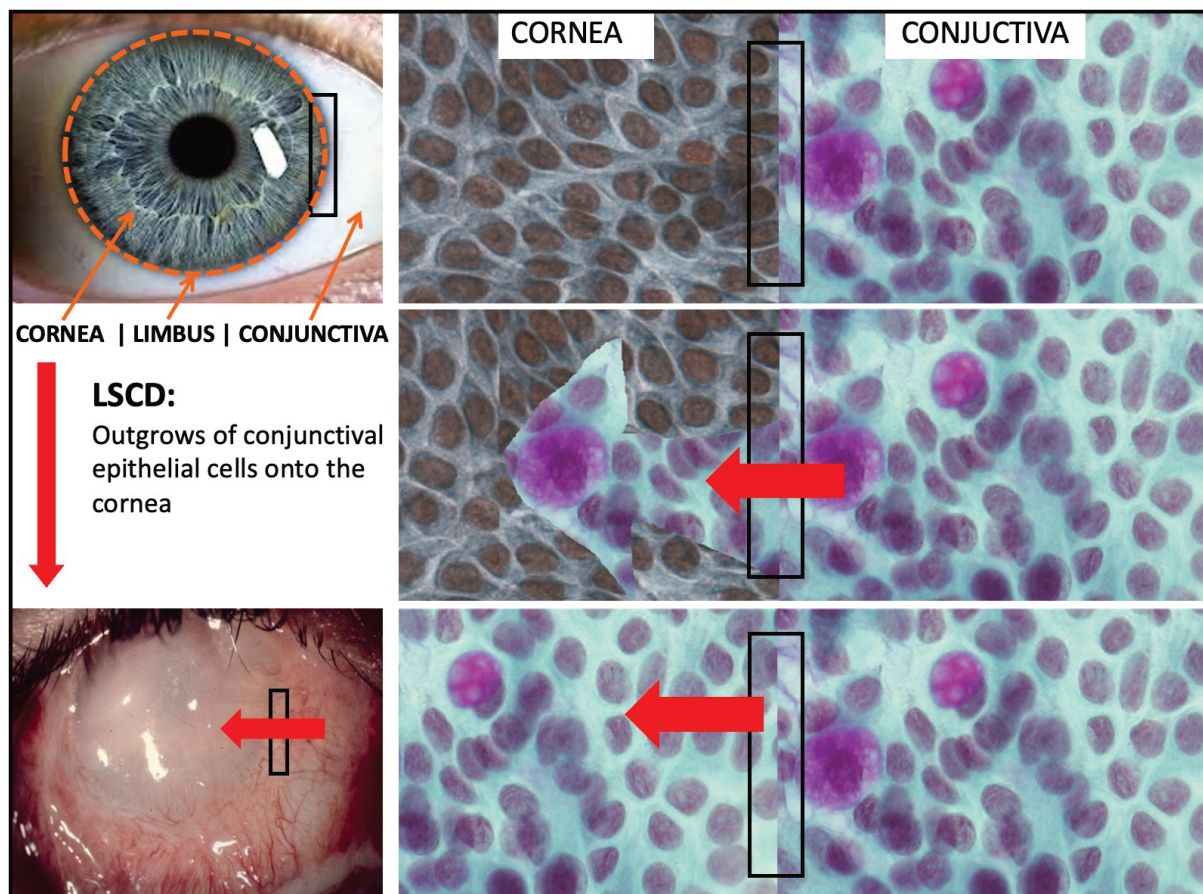 CORNEA
CONJUCTIVA
CORNEA | LIMBUS | CONJUNCTIVA
LSCD:
Outgrows of conjunctival
epithelial cells onto the
cornea